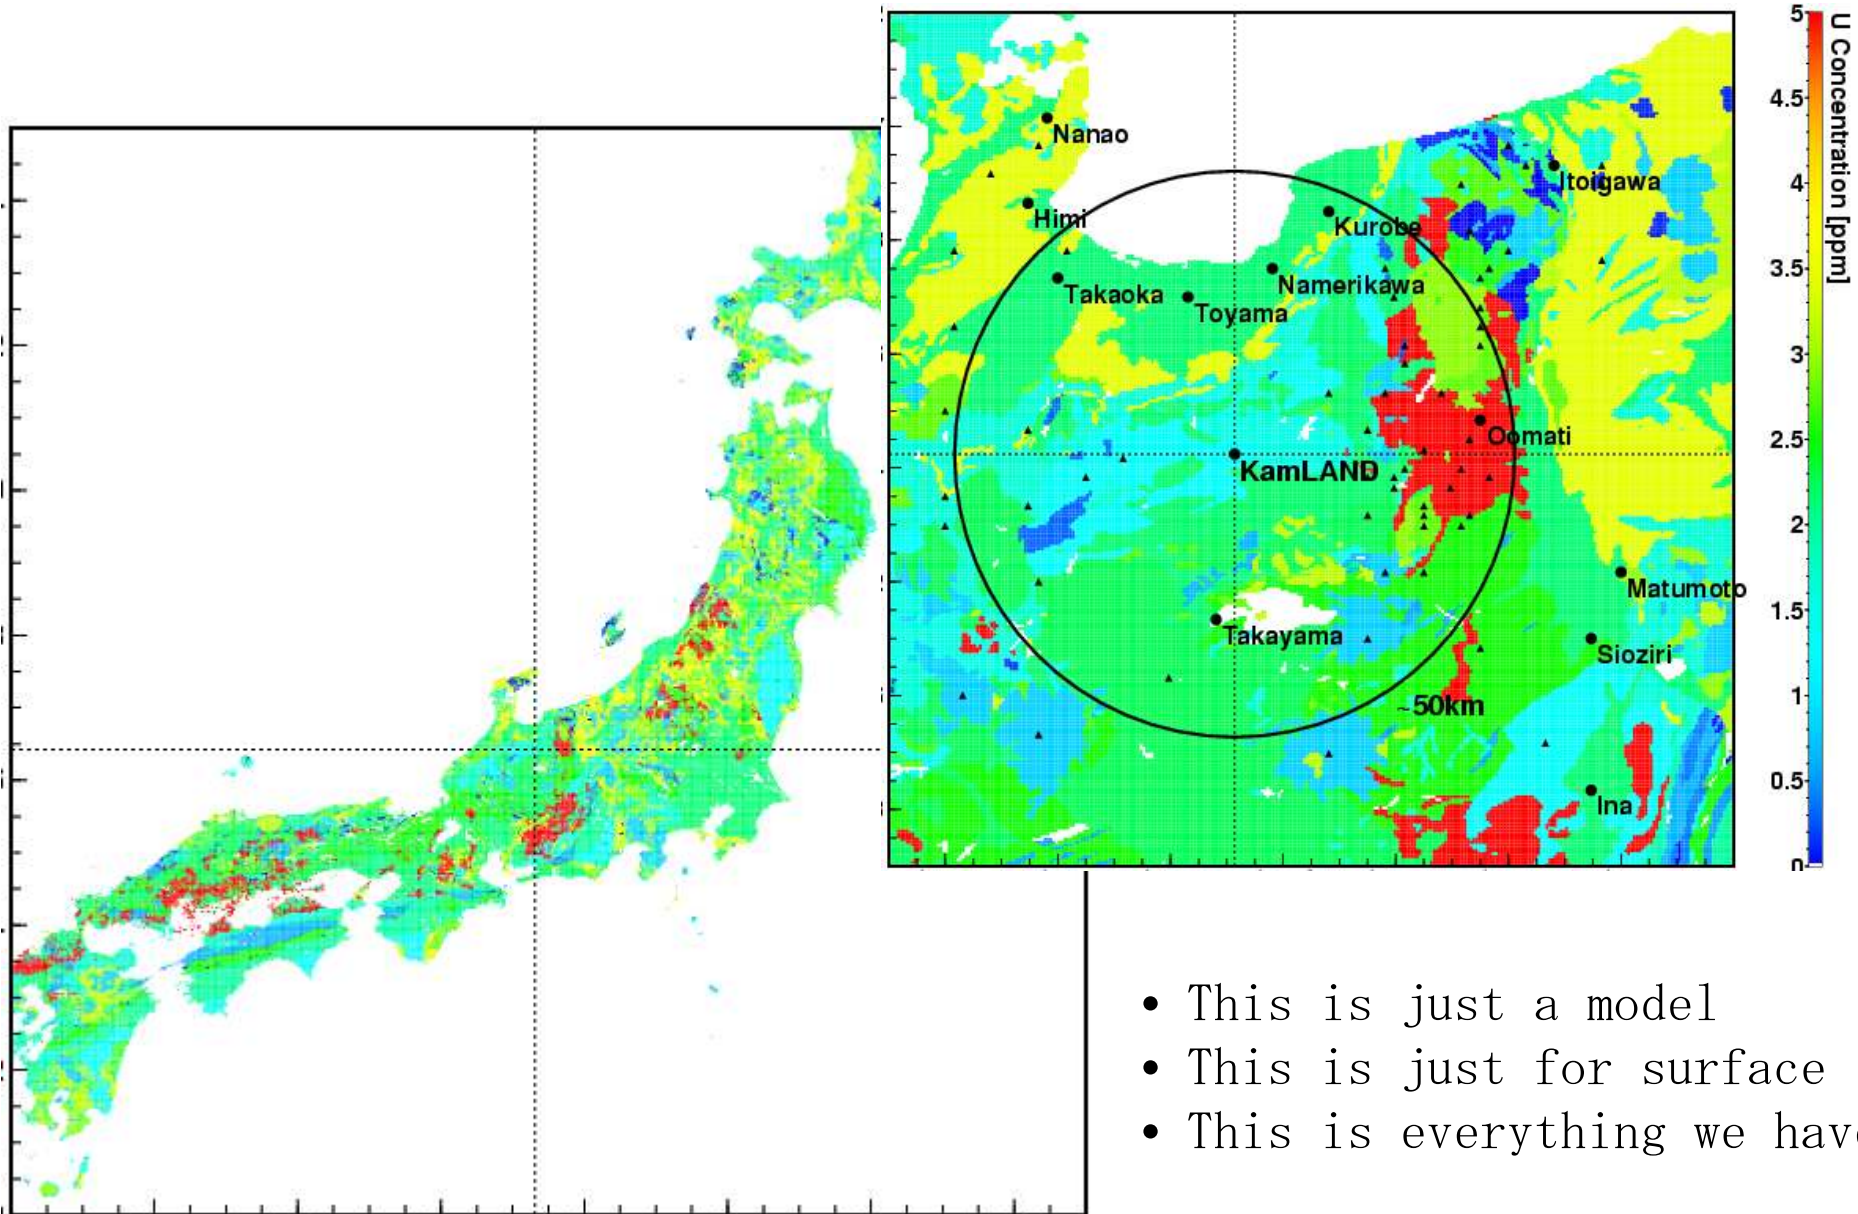 Nanao
Himi
Takaoka
Toyama
Kurobe
Namerikawa
Itoigawa
Oomati
KamLAND
Takayama
Matumoto
Sioziri
~50km
Ina
5
4.5
4
3.5
3
2.5
2
1.5
1
0.5
0
U Concentration [ppm]
• This is just a model
• This is just for surface
• This is everything we have